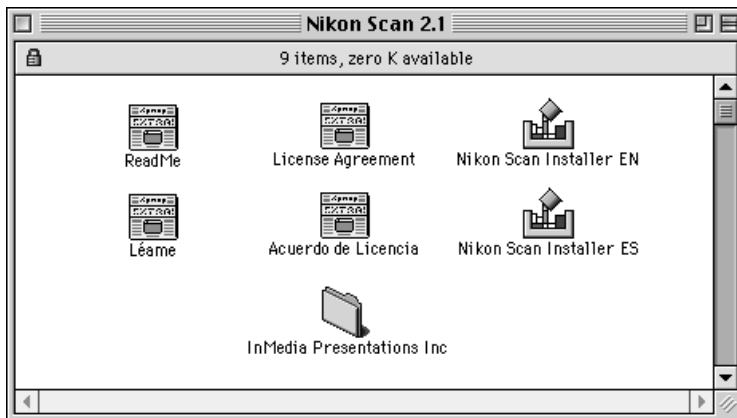 Nikon Scan 2.1
9 items, zero K available
ReadMe
License Agreement
Nikon Scan Installer EN
Léame
Acuerdo de Licencia
Nikon Scan Installer ES
InMedia Presentations Inc